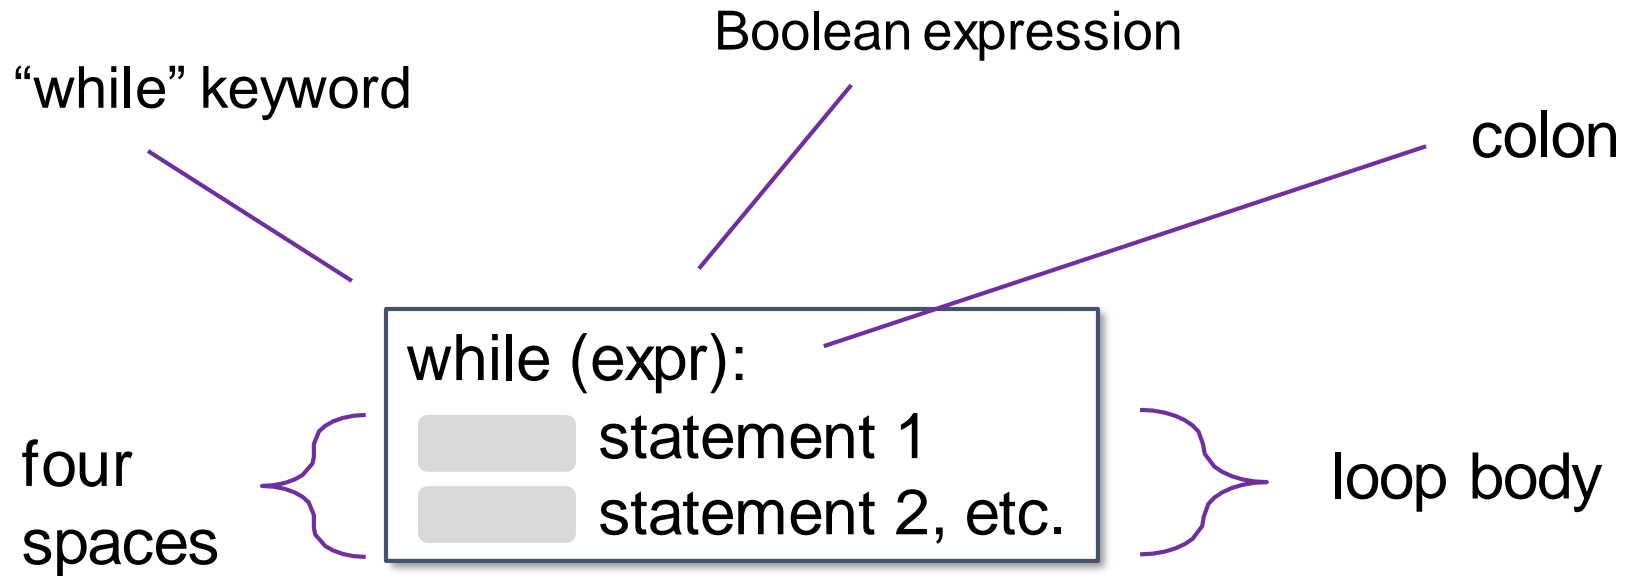 Boolean expression
“while” keyword
colon
while (expr):
statement 1
statement 2, etc.
four
spaces
loop body